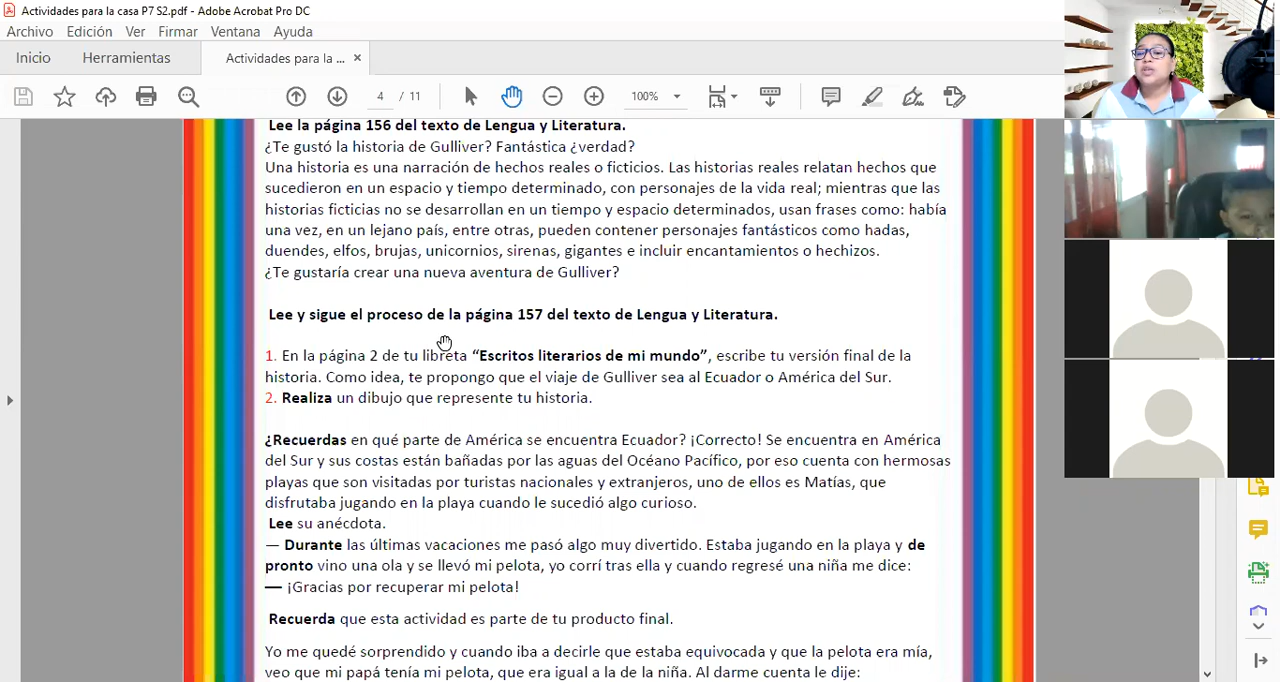 Actividades para la casa P7 S2.pdf - Adobe Acrobat Pro DC
Archivo Edición Ver Firmar Ventana Ayuda
Inicio Herramientas Actividades para la ... ×
4 / 11 100%
Lee la página 156 del texto de Lengua y Literatura.
¿Te gustó la historia de Gulliver? Fantástica ¿verdad?
Una historia es una narración de hechos reales o ficticios. Las historias reales relatan hechos que
sucedieron en un espacio y tiempo determinado, con personajes de la vida real; mientras que las
historias ficticias no se desarrollan en un tiempo y espacio determinados, usan frases como: había
una vez, en un lejano país, entre otras, pueden contener personajes fantásticos como hadas,
duendes, elfos, brujas, unicornios, sirenas, gigantes e incluir encantamientos o hechizos.
¿Te gustaría crear una nueva aventura de Gulliver?
Lee y sigue el proceso de la página 157 del texto de Lengua y Literatura.
1. En la página 2 de tu libreta “Escritos literarios de mi mundo”, escribe tu versión final de la
historia. Como idea, te propongo que el viaje de Gulliver sea al Ecuador o América del Sur.
2. Realiza un dibujo que represente tu historia.
¿Recuerdas en qué parte de América se encuentra Ecuador? ¡Correcto! Se encuentra en América
del Sur y sus costas están bañadas por las aguas del Océano Pacífico, por eso cuenta con hermosas
playas que son visitadas por turistas nacionales y extranjeros, uno de ellos es Matías, que
disfrutaba jugando en la playa cuando le sucedió algo curioso.
Lee su anécdota.
— Durante las últimas vacaciones me pasó algo muy divertido. Estaba jugando en la playa y de
pronto vino una ola y se llevó mi pelota, yo corrí tras ella y cuando regresé una niña me dice:
— ¡Gracias por recuperar mi pelota!
Recuerda que esta actividad es parte de tu producto final.
Yo me quedé sorprendido y cuando iba a decirle que estaba equivocada y que la pelota era mía,
veo que mi papá tenía mi pelota, que era igual a la de la niña. Al darme cuenta le dije: